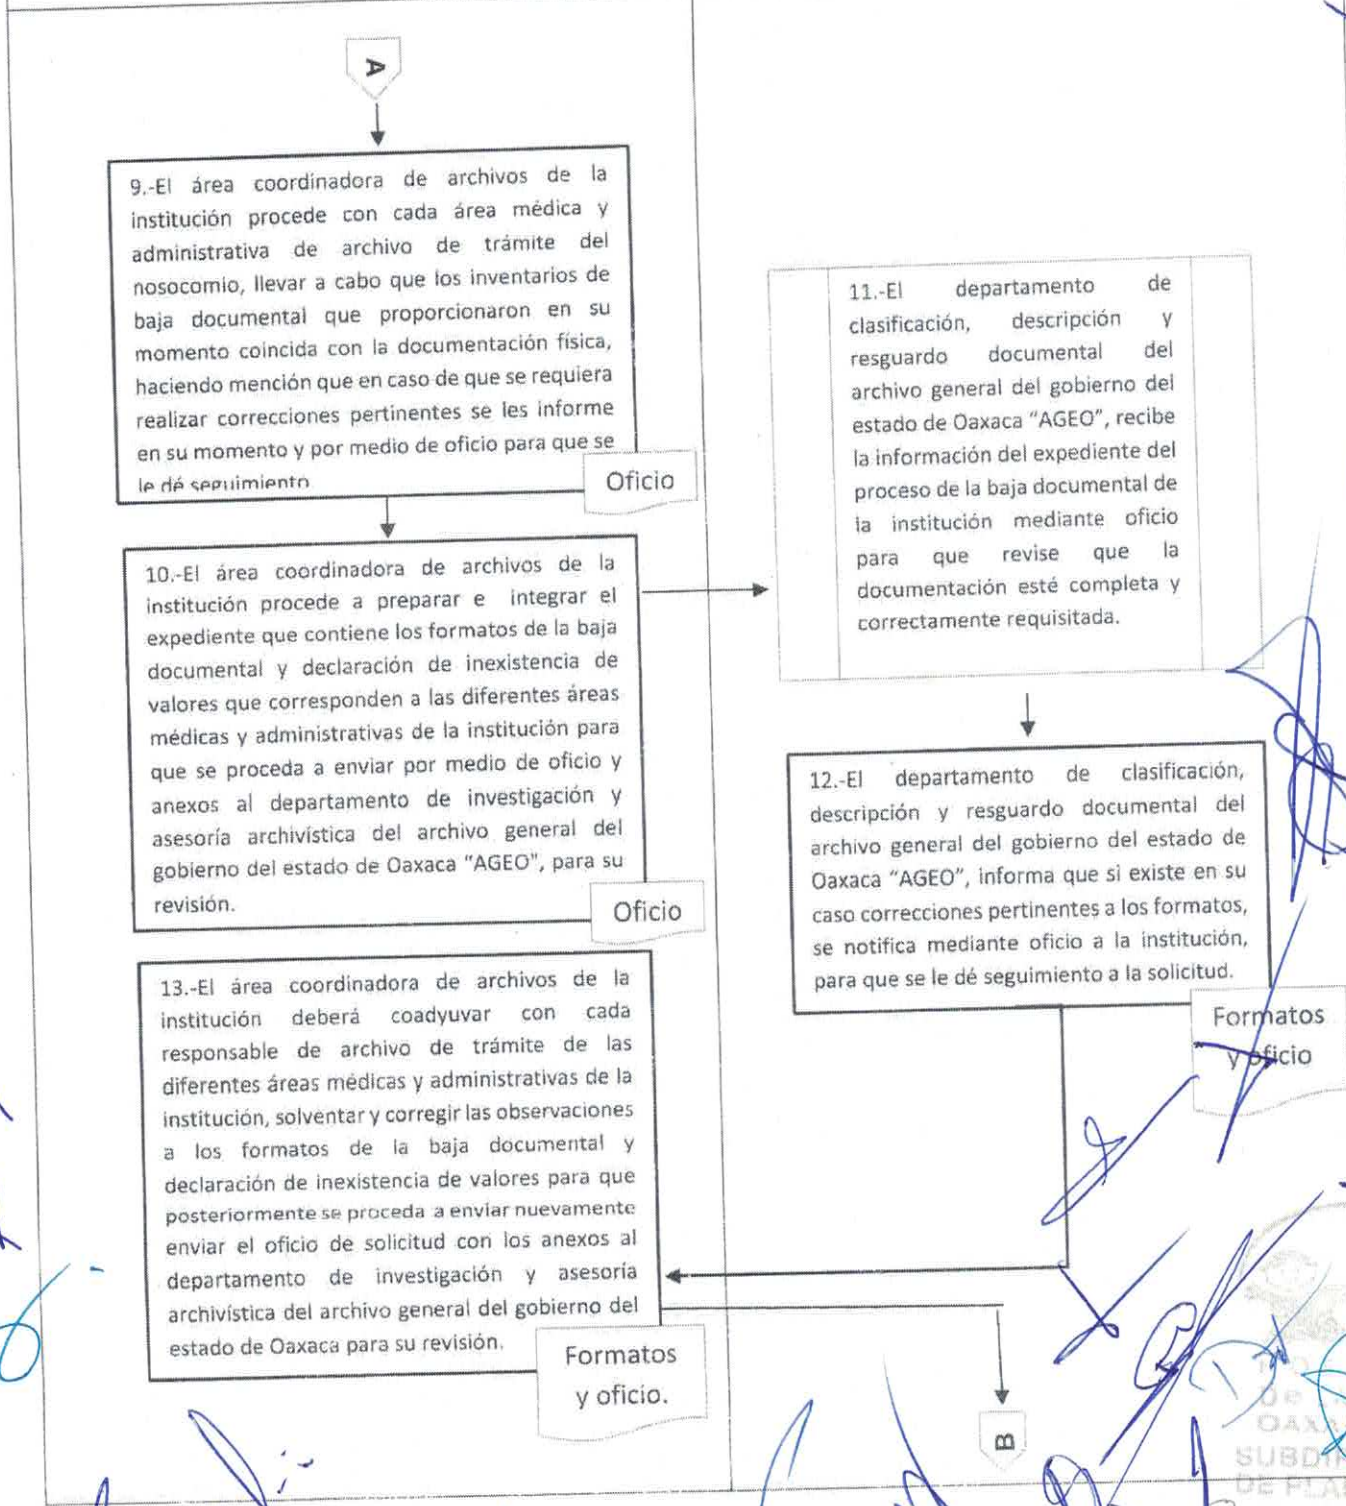 A
9.-El área coordinadora de archivos de la
institución procede con cada área médica y
administrativa de archivo de trámite del
nosocomio, llevar a cabo que los inventarios de
baja documental que proporcionaron en su
momento coincida con la documentación física,
haciendo mención que en caso de que se requiera
realizar correcciones pertinentes se les informe
en su momento y por medio de oficio para que se
le dé seguimiento
Oficio
10.-El área coordinadora de archivos de la
institución procede a preparar e integrar el
expediente que contiene los formatos de la baja
documental y declaración de inexistencia de
valores que corresponden a las diferentes áreas
médicas y administrativas de la institución para
que se proceda a enviar por medio de oficio y
anexos al departamento de investigación y
asesoría archivística del archivo general del
gobierno del estado de Oaxaca "AGEO", para su
revisión.
Oficio
11.-El departamento de
clasificación, descripción y
resguardo documental del
archivo general del gobierno del
estado de Oaxaca "AGEO", recibe
la información del expediente del
proceso de la baja documental de
la institución mediante oficio
para que revise que la
documentación esté completa y
correctamente requisitada.
12.-El departamento de clasificación,
descripción y resguardo documental del
archivo general del gobierno del estado de
Oaxaca "AGEO", informa que si existe en su
caso correcciones pertinentes a los formatos,
se notifica mediante oficio a la institución,
para que se le dé seguimiento a la solicitud.
Formatos
y oficio
13.-El área coordinadora de archivos de la
institución deberá coadyuvar con cada
responsable de archivo de trámite de las
diferentes áreas médicas y administrativas de la
institución, solventar y corregir las observaciones
a los formatos de la baja documental y
declaración de inexistencia de valores para que
posteriormente se proceda a enviar nuevamente
enviar el oficio de solicitud con los anexos al
departamento de investigación y asesoría
archivística del archivo general del gobierno del
estado de Oaxaca para su revisión.
Formatos
y oficio.
B